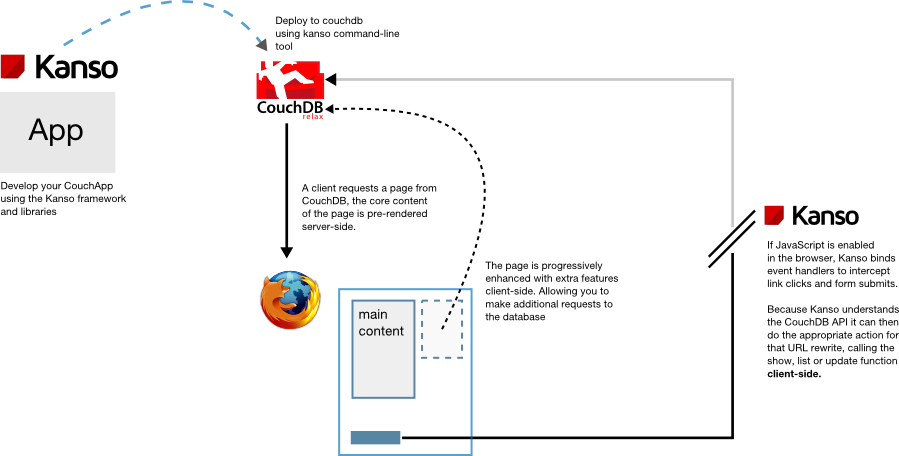 Deploy to couchdb
using kanso command-line
tool
Kanso
App
Develop your CouchApp
using the Kanso framework
and libraries
CouchDB
relax
A client requests a page from
CouchDB, the core content
of the page is pre-rendered
server-side.
The page is progressively
enhanced with extra features
client-side. Allowing you to
make additional requests to
the database
main
content
Kanso
If JavaScript is enabled
in the browser, Kanso binds
event handlers to intercept
link clicks and form submits.
Because Kanso understands
the CouchDB API it can then
do the appropriate action for
that URL rewrite, calling the
show, list or update function
client-side.